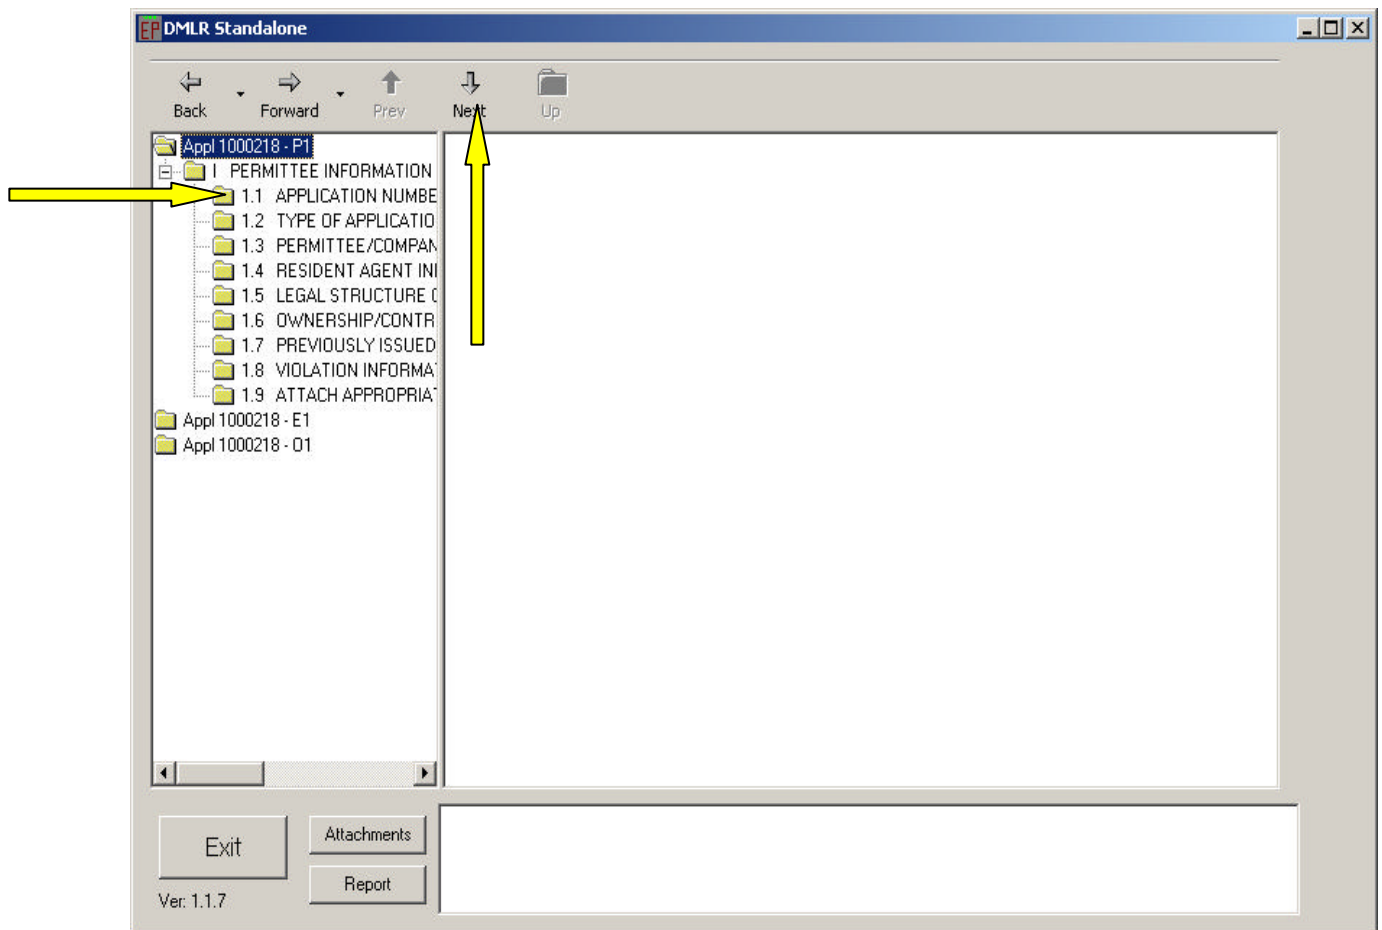 EP DMLR Standalone
Back Forward Prev Next Up
Appl 1000218 - P1
I PERMITTEE INFORMATION
1.1 APPLICATION NUMBE
1.2 TYPE OF APPLICATIO
1.3 PERMITTEE/COMPAN
1.4 RESIDENT AGENT INI
1.5 LEGAL STRUCTURE C
1.6 OWNERSHIP/CONTR
1.7 PREVIOUSLY ISSUED
1.8 VIOLATION INFORMA
1.9 ATTACH APPROPRIA
Appl 1000218 - E1
Appl 1000218 - O1
Exit
Attachments
Report
Ver: 1.1.7